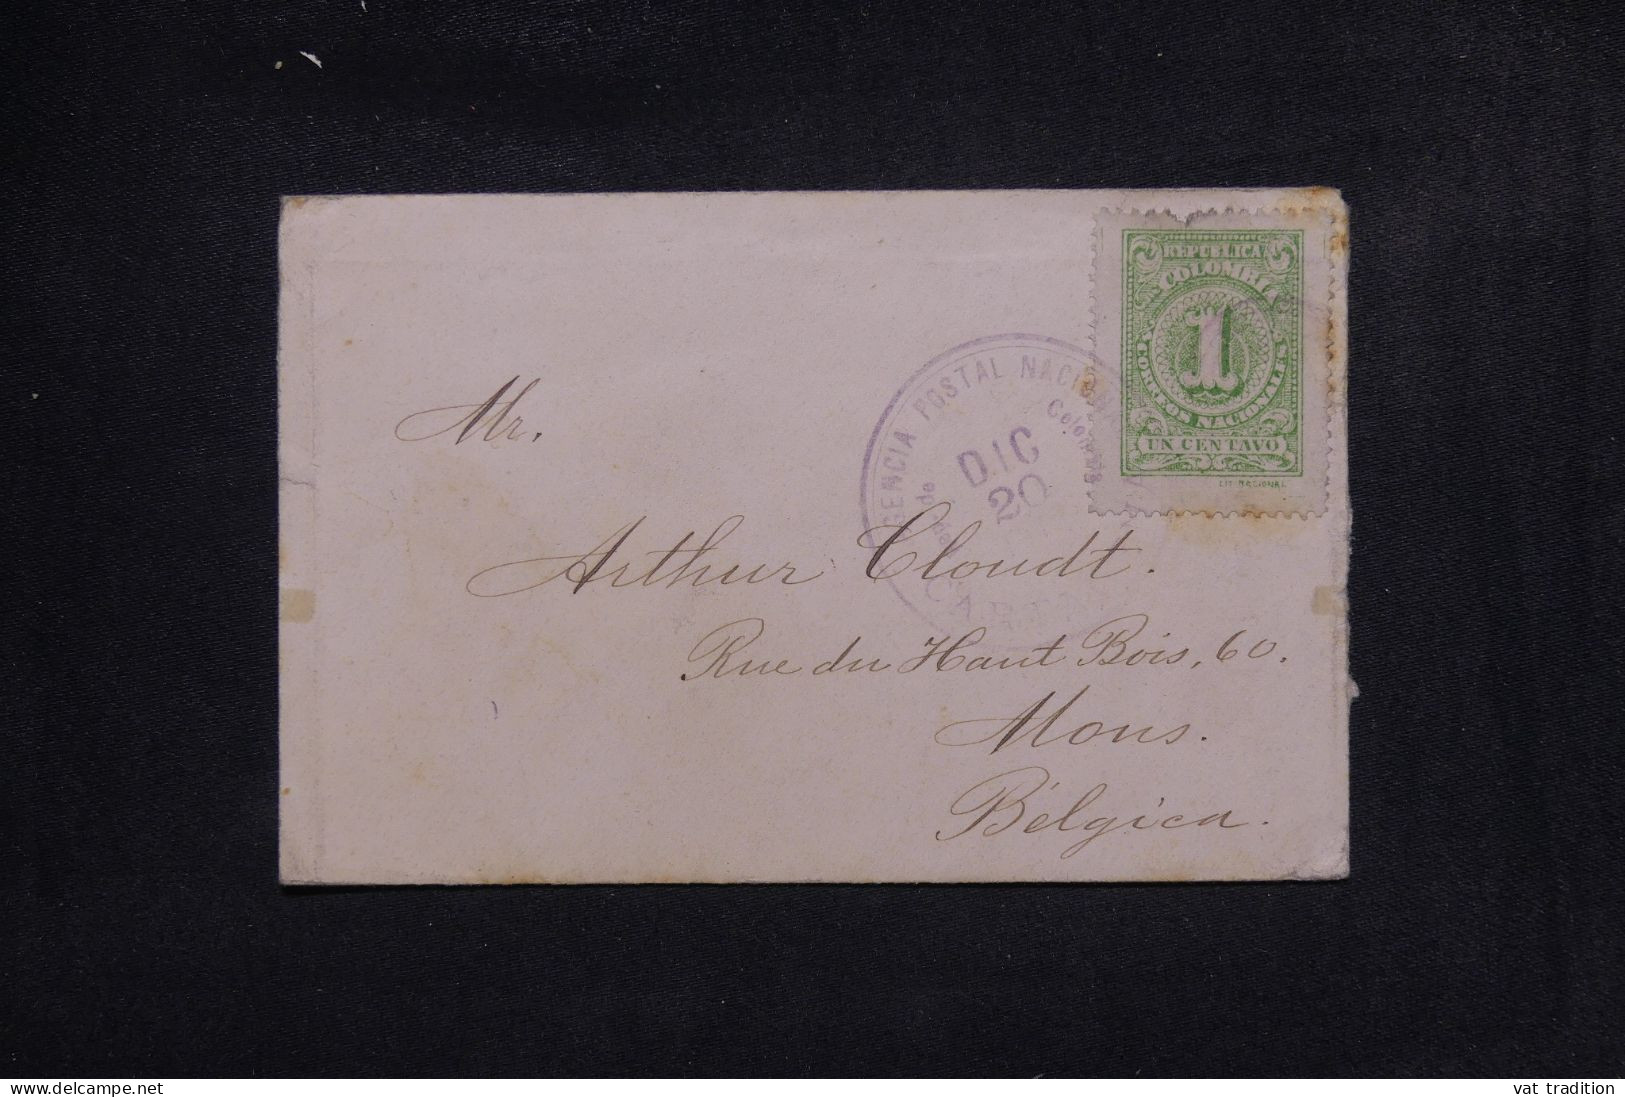 REPUBLICA
COLOMBIA
CORREOS NACIONALES
1
UN CENTAVO
LIT. NACIONAL
AGENCIA POSTAL NACIONAL
DIC
20
de
Mr.
Arthur Cloudt.
Rue du Haut Bois, 60.
Mons.
Bélgica.
www.delcampe.net
vat tradition